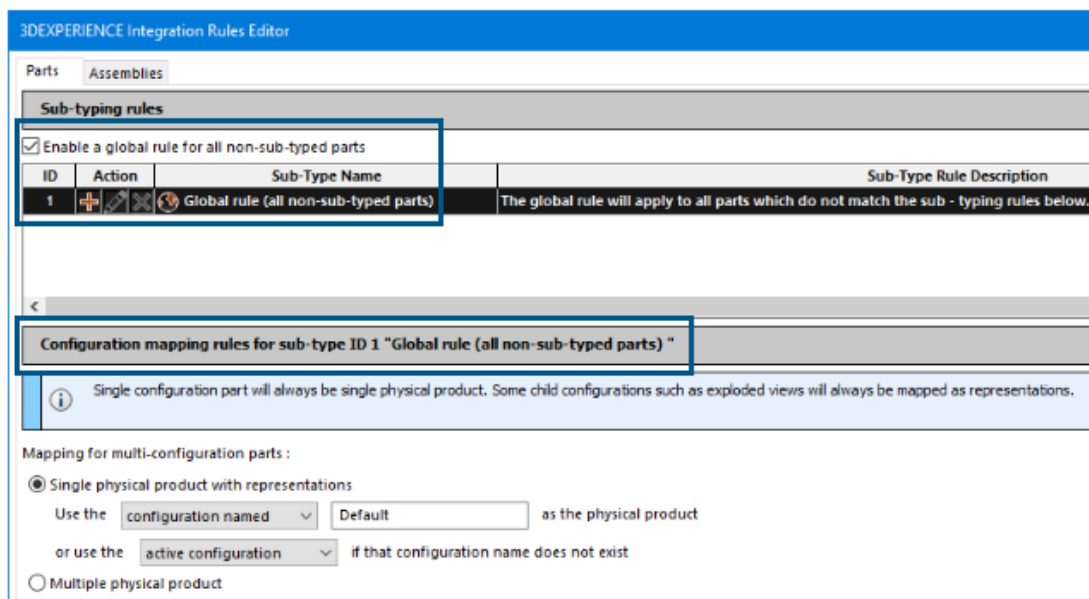 3DEXPERIENCE Integration Rules Editor
Parts Assemblies
Sub-typing rules
Enable a global rule for all non-sub-typed parts
ID Action Sub-Type Name Sub-Type Rule Description
1 Global rule (all non-sub-typed parts) The global rule will apply to all parts which do not match the sub - typing rules below.
Configuration mapping rules for sub-type ID 1 "Global rule (all non-sub-typed parts) "
Single configuration part will always be single physical product. Some child configurations such as exploded views will always be mapped as representations.
Mapping for multi-configuration parts :
Single physical product with representations
Use the configuration named Default as the physical product
or use the active configuration if that configuration name does not exist
Multiple physical product